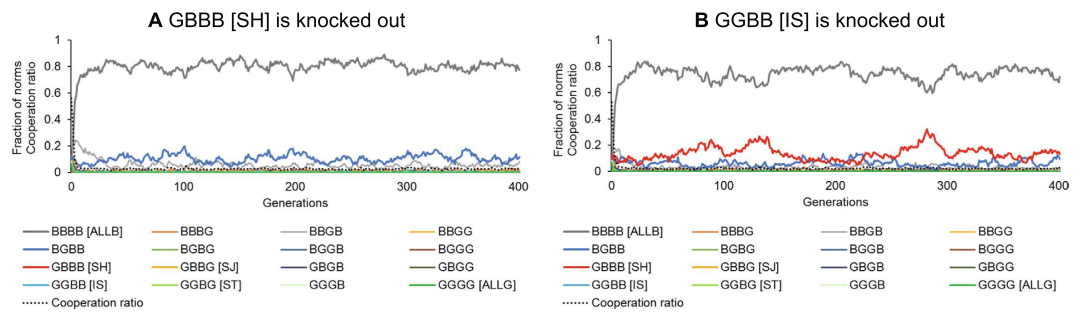 A GBBB [SH] is knocked out
1
0.8
0.6
0.4
0.2
0
Fraction of norms
Cooperation ratio
0 100 200 300 400
Generations
BBBB [ALLB] BBBG BBGB BBGG
BGBB BGBG BGGB BGGG
GBBB [SH] GBBG [SJ] GBGB GBGG
GGBB [IS] GGBG [ST] GGGB GGGG [ALLG]
Cooperation ratio
B GGBB [IS] is knocked out
1
0.8
0.6
0.4
0.2
0
Fraction of norms
Cooperation ratio
0 100 200 300 400
Generations
BBBB [ALLB] BBBG BBGB BBGG
BGBB BGBG BGGB BGGG
GBBB [SH] GBBG [SJ] GBGB GBGG
GGBB [IS] GGBG [ST] GGGB GGGG [ALLG]
Cooperation ratio